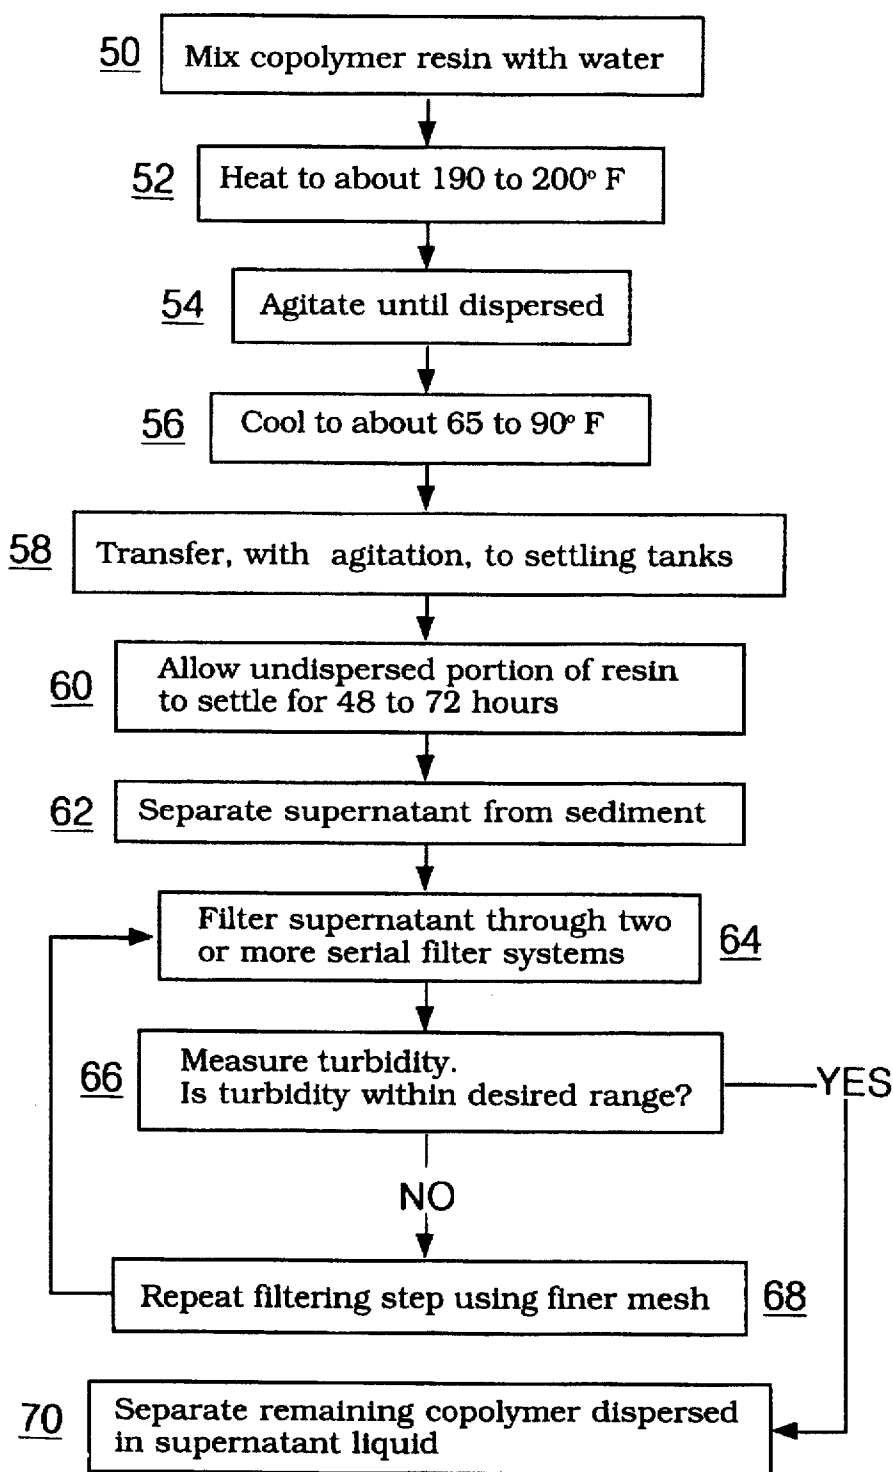 50
Mix copolymer resin with water
52
Heat to about 190 to 200° F
54
Agitate until dispersed
56
Cool to about 65 to 90° F
58
Transfer, with agitation, to settling tanks
60
Allow undispersed portion of resin
to settle for 48 to 72 hours
62
Separate supernatant from sediment
Filter supernatant through two
or more serial filter systems
64
66
Measure turbidity.
Is turbidity within desired range?
YES
NO
Repeat filtering step using finer mesh
68
70
Separate remaining copolymer dispersed
in supernatant liquid